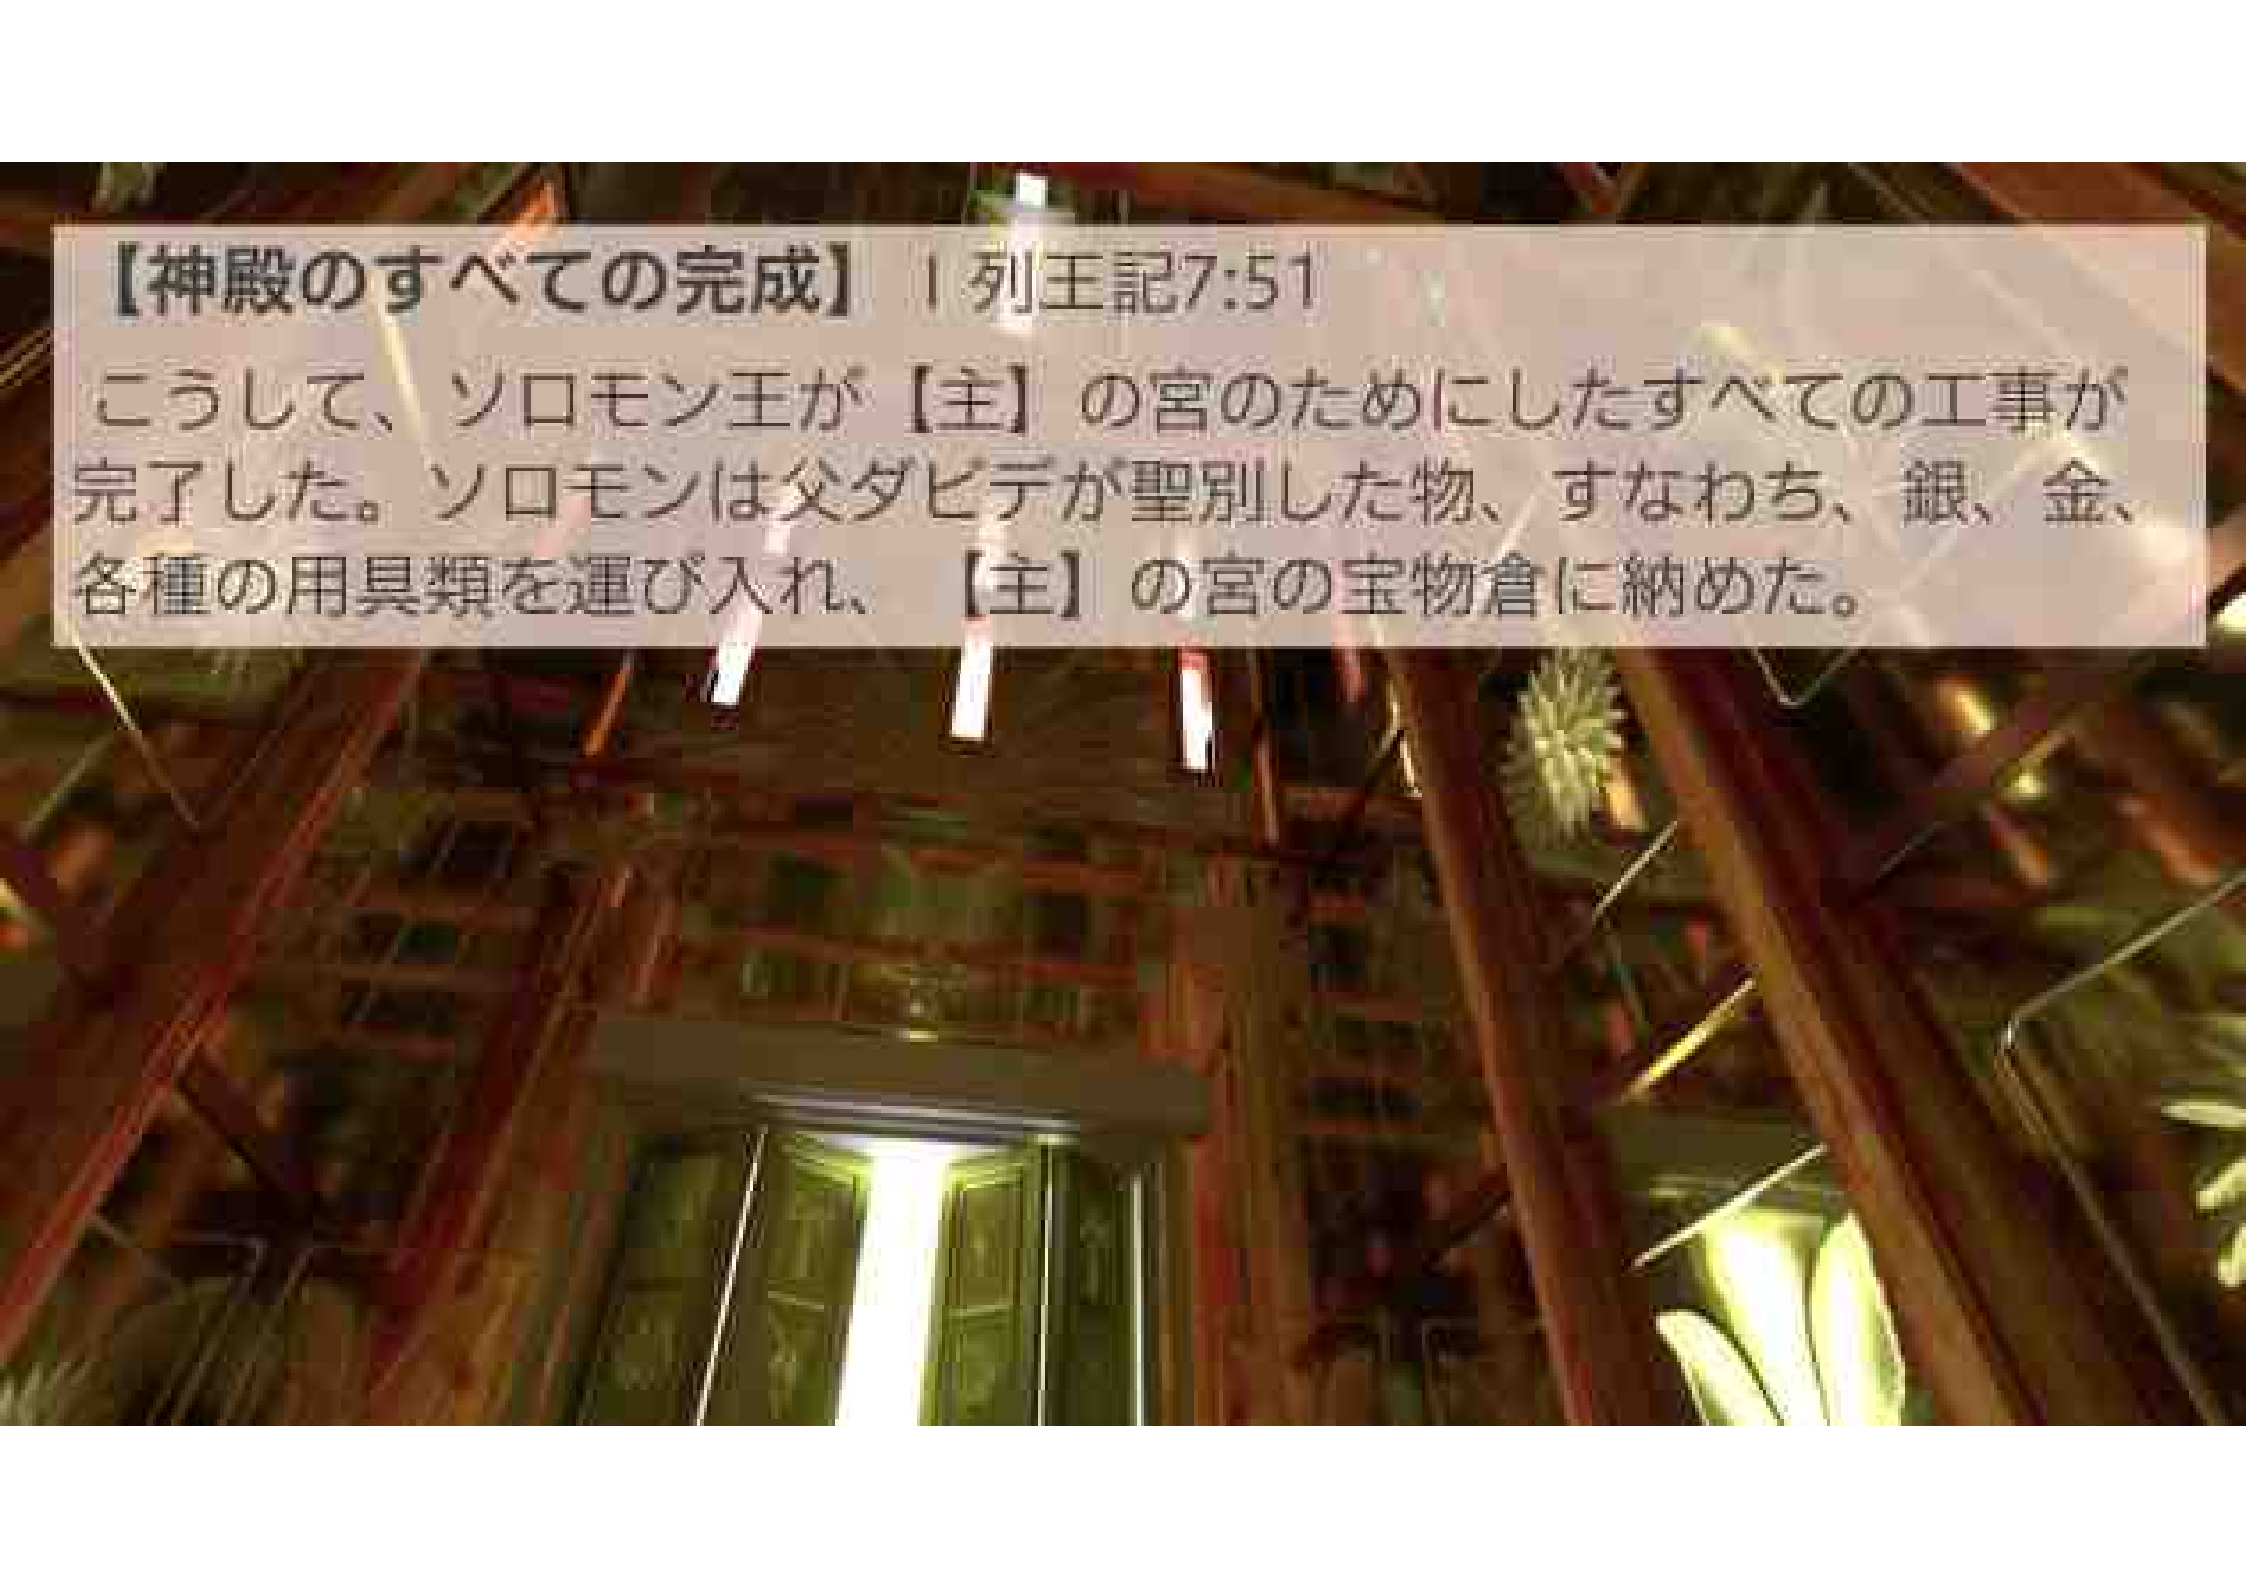 【神殿のすべての完成】 Ⅰ列王記7:51
こうして、ソロモン王が【主】の宮のためにしたすべての工事が
完了した。ソロモンは父ダビデが聖別した物、すなわち、銀、金、
各種の用具類を運び入れ、【主】の宮の宝物倉に納めた。